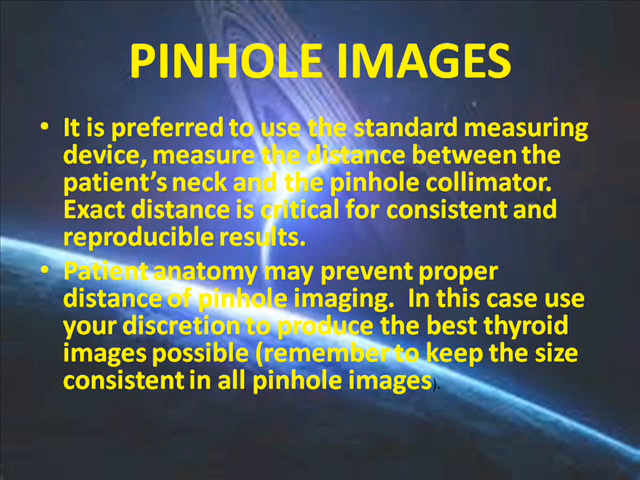 PINHOLE IMAGES
• It is preferred to use the standard measuring
device, measure the distance between the
patient's neck and the pinhole collimator.
Exact distance is critical for consistent and
reproducible results.
• Patient anatomy may prevent proper
distance of pinhole imaging.  In this case use
your discretion to produce the best thyroid
images possible (remember to keep the size
consistent in all pinhole images).